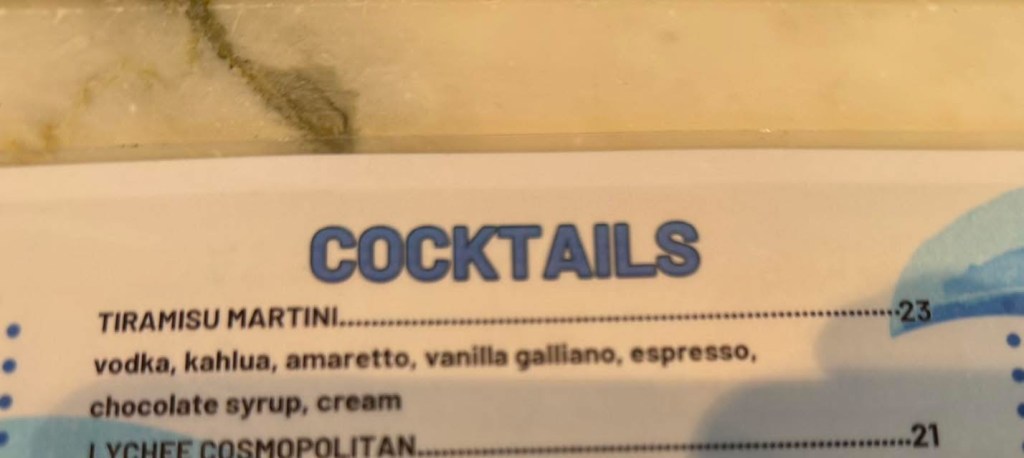 COCKTAILS
TIRAMISU MARTINI..........................................................23
vodka, kahlua, amaretto, vanilla galliano, espresso,
chocolate syrup, cream
LYCHEE COSMOPOLITAN..................................................21